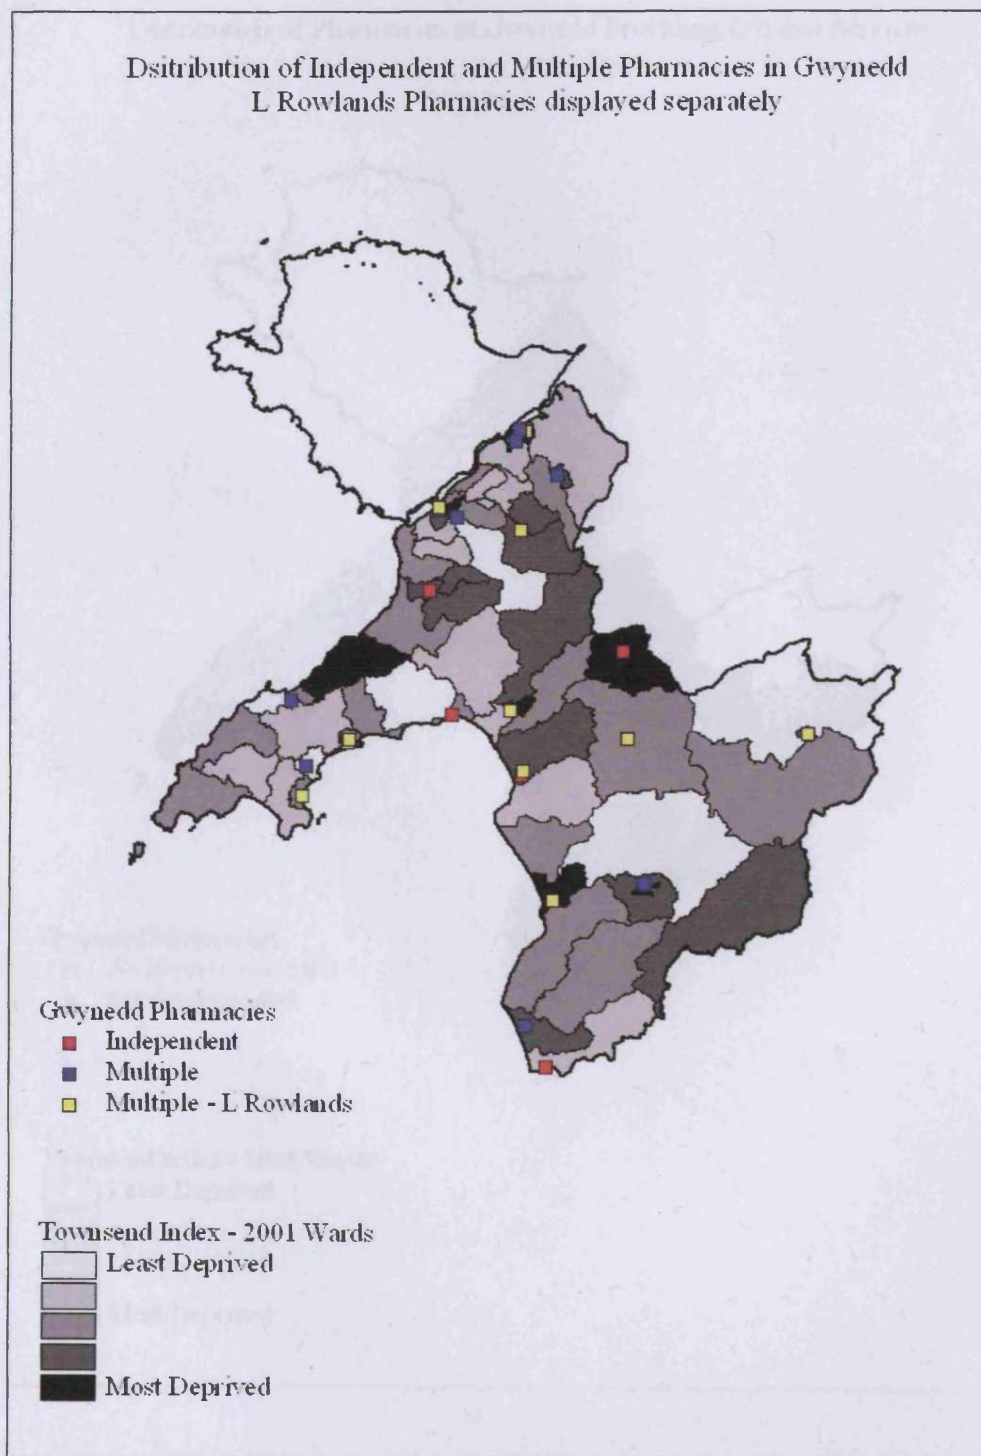 Dsitribution of Independent and Multiple Pharmacies in Gwynedd
L Rowlands Pharmacies displayed separately
Gwynedd Pharmacies
Independent
Multiple
Multiple - L Rowlands
Townsend Index - 2001 Wards
Least Deprived
Most Deprived